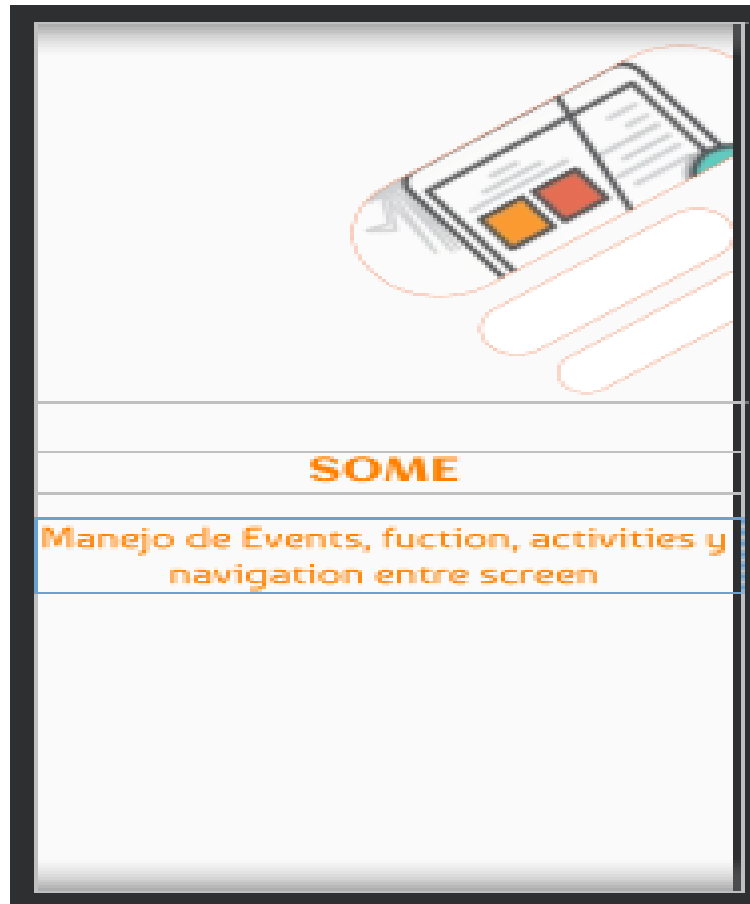 SOME
Manejo de Events, fuction, activities y
navigation entre screen